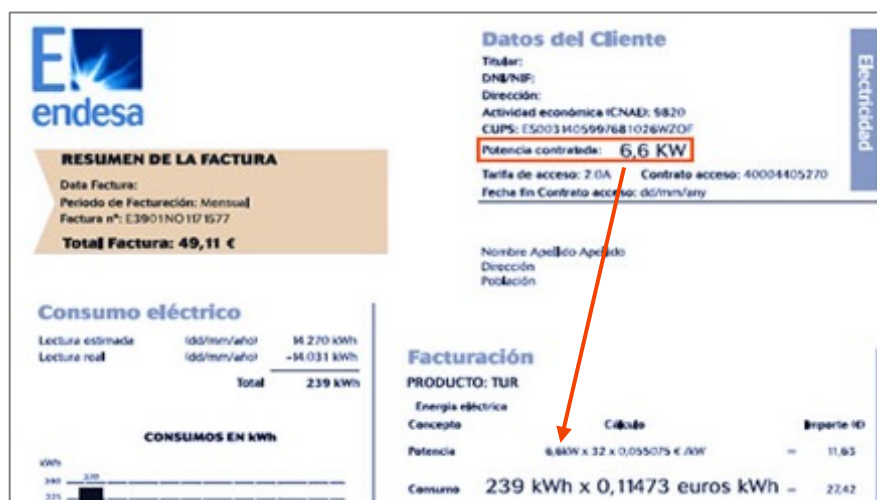 endesa
Datos del Cliente
Titular:
DNI/NIF:
Dirección:
Actividad económica (CNAE): 9820
CUPS: ES0031405997681026WZOF
Potencia contratada: 6,6 KW
Tarifa de acceso: 2.0A Contrato acceso: 40004405270
Fecha fin Contrato acceso: dd/mm/any
Electricidad
RESUMEN DE LA FACTURA
Data Factura:
Periodo de Facturación: Mensual
Factura nº: E3901NO1171577
Total Factura: 49,11 €
Nombre Apellido Apellido
Dirección
Población
Consumo eléctrico
Lectura estimada (dd/mm/año) 14.270 kWh
Lectura real (dd/mm/año) -14.031 kWh
Total 239 kWh
CONSUMOS EN kWh
kWh
Facturación
PRODUCTO: TUR
Energía eléctrica
Concepto Cálculo Importe (€)
Potencia 6,6kW x 32 x 0,055075 € /kW = 11,63
Consumo 239 kWh x 0,11473 euros kWh = 27,42